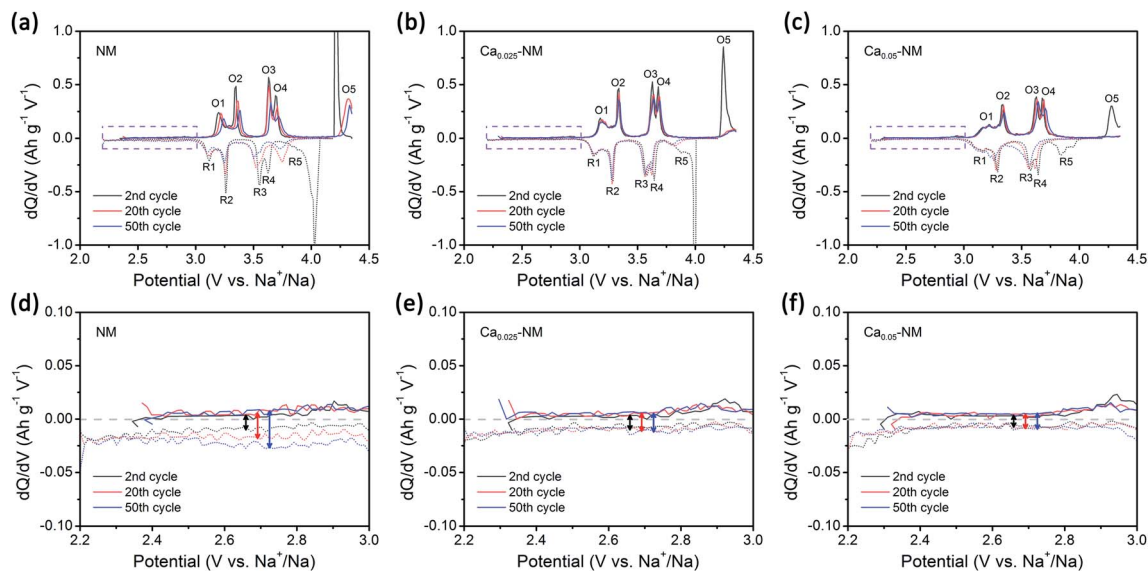 (a)
NM
dQ/dV (Ah g⁻¹ V⁻¹)
1.0
0.5
0.0
-0.5
-1.0
O1
O2
O3
O4
O5
R1
R2
R3
R4
R5
2nd cycle
20th cycle
50th cycle
2.0 2.5 3.0 3.5 4.0 4.5
Potential (V vs. Na⁺/Na)
(b)
Ca₀.₀₂₅-NM
dQ/dV (Ah g⁻¹ V⁻¹)
1.0
0.5
0.0
-0.5
-1.0
O1
O2
O3
O4
O5
R1
R2
R3
R4
R5
2nd cycle
20th cycle
50th cycle
2.0 2.5 3.0 3.5 4.0 4.5
Potential (V vs. Na⁺/Na)
(c)
Ca₀.₀₅-NM
dQ/dV (Ah g⁻¹ V⁻¹)
1.0
0.5
0.0
-0.5
-1.0
O1
O2
O3
O4
O5
R1
R2
R3
R4
R5
2nd cycle
20th cycle
50th cycle
2.0 2.5 3.0 3.5 4.0 4.5
Potential (V vs. Na⁺/Na)
(d)
NM
dQ/dV (Ah g⁻¹ V⁻¹)
0.10
0.05
0.00
-0.05
-0.10
2nd cycle
20th cycle
50th cycle
2.2 2.4 2.6 2.8 3.0
Potential (V vs. Na⁺/Na)
(e)
Ca₀.₀₂₅-NM
dQ/dV (Ah g⁻¹ V⁻¹)
0.10
0.05
0.00
-0.05
-0.10
2nd cycle
20th cycle
50th cycle
2.2 2.4 2.6 2.8 3.0
Potential (V vs. Na⁺/Na)
(f)
Ca₀.₀₅-NM
dQ/dV (Ah g⁻¹ V⁻¹)
0.10
0.05
0.00
-0.05
-0.10
2nd cycle
20th cycle
50th cycle
2.2 2.4 2.6 2.8 3.0
Potential (V vs. Na⁺/Na)